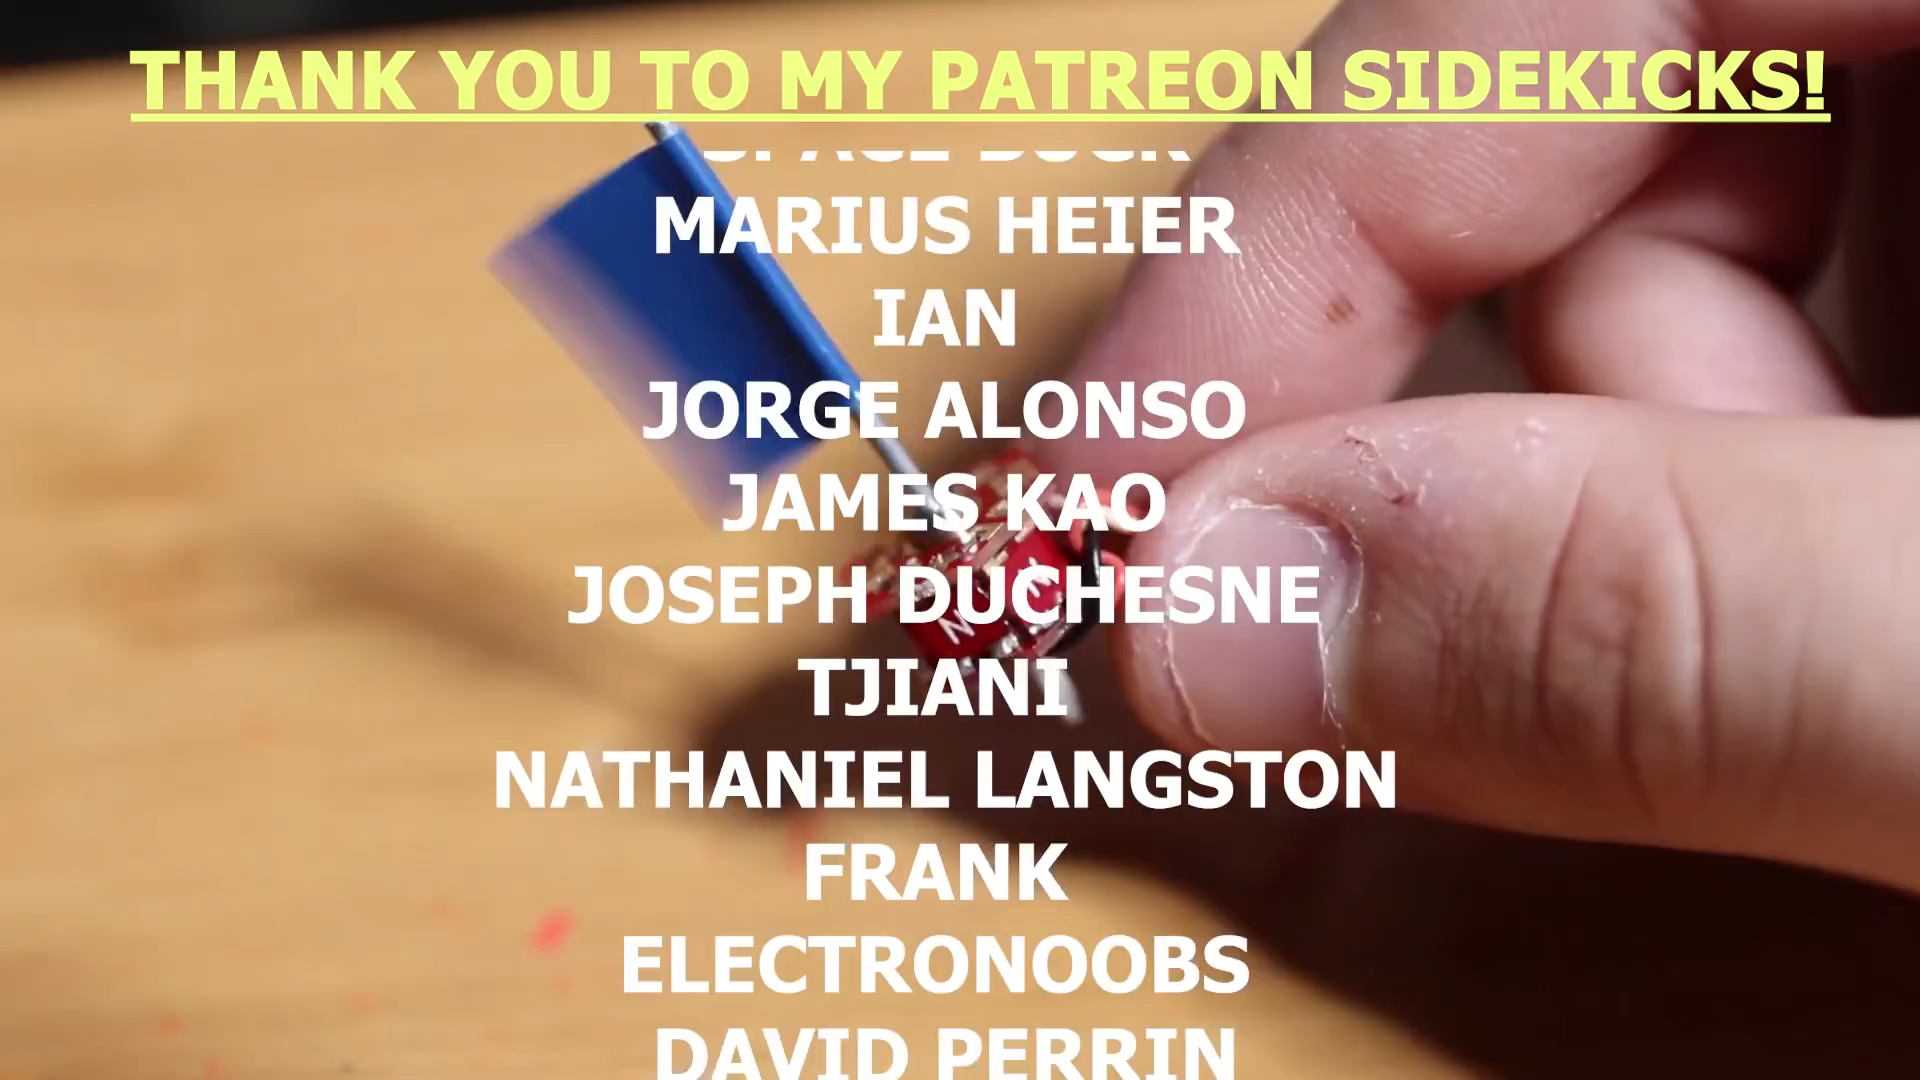 THANK YOU TO MY PATREON SIDEKICKS!
MARIUS HEIER
IAN
JORGE ALONSO
JAMES KAO
JOSEPH DUCHESNE
TJIANI
NATHANIEL LANGSTON
FRANK
ELECTRONOOBS
DAVID PERRIN